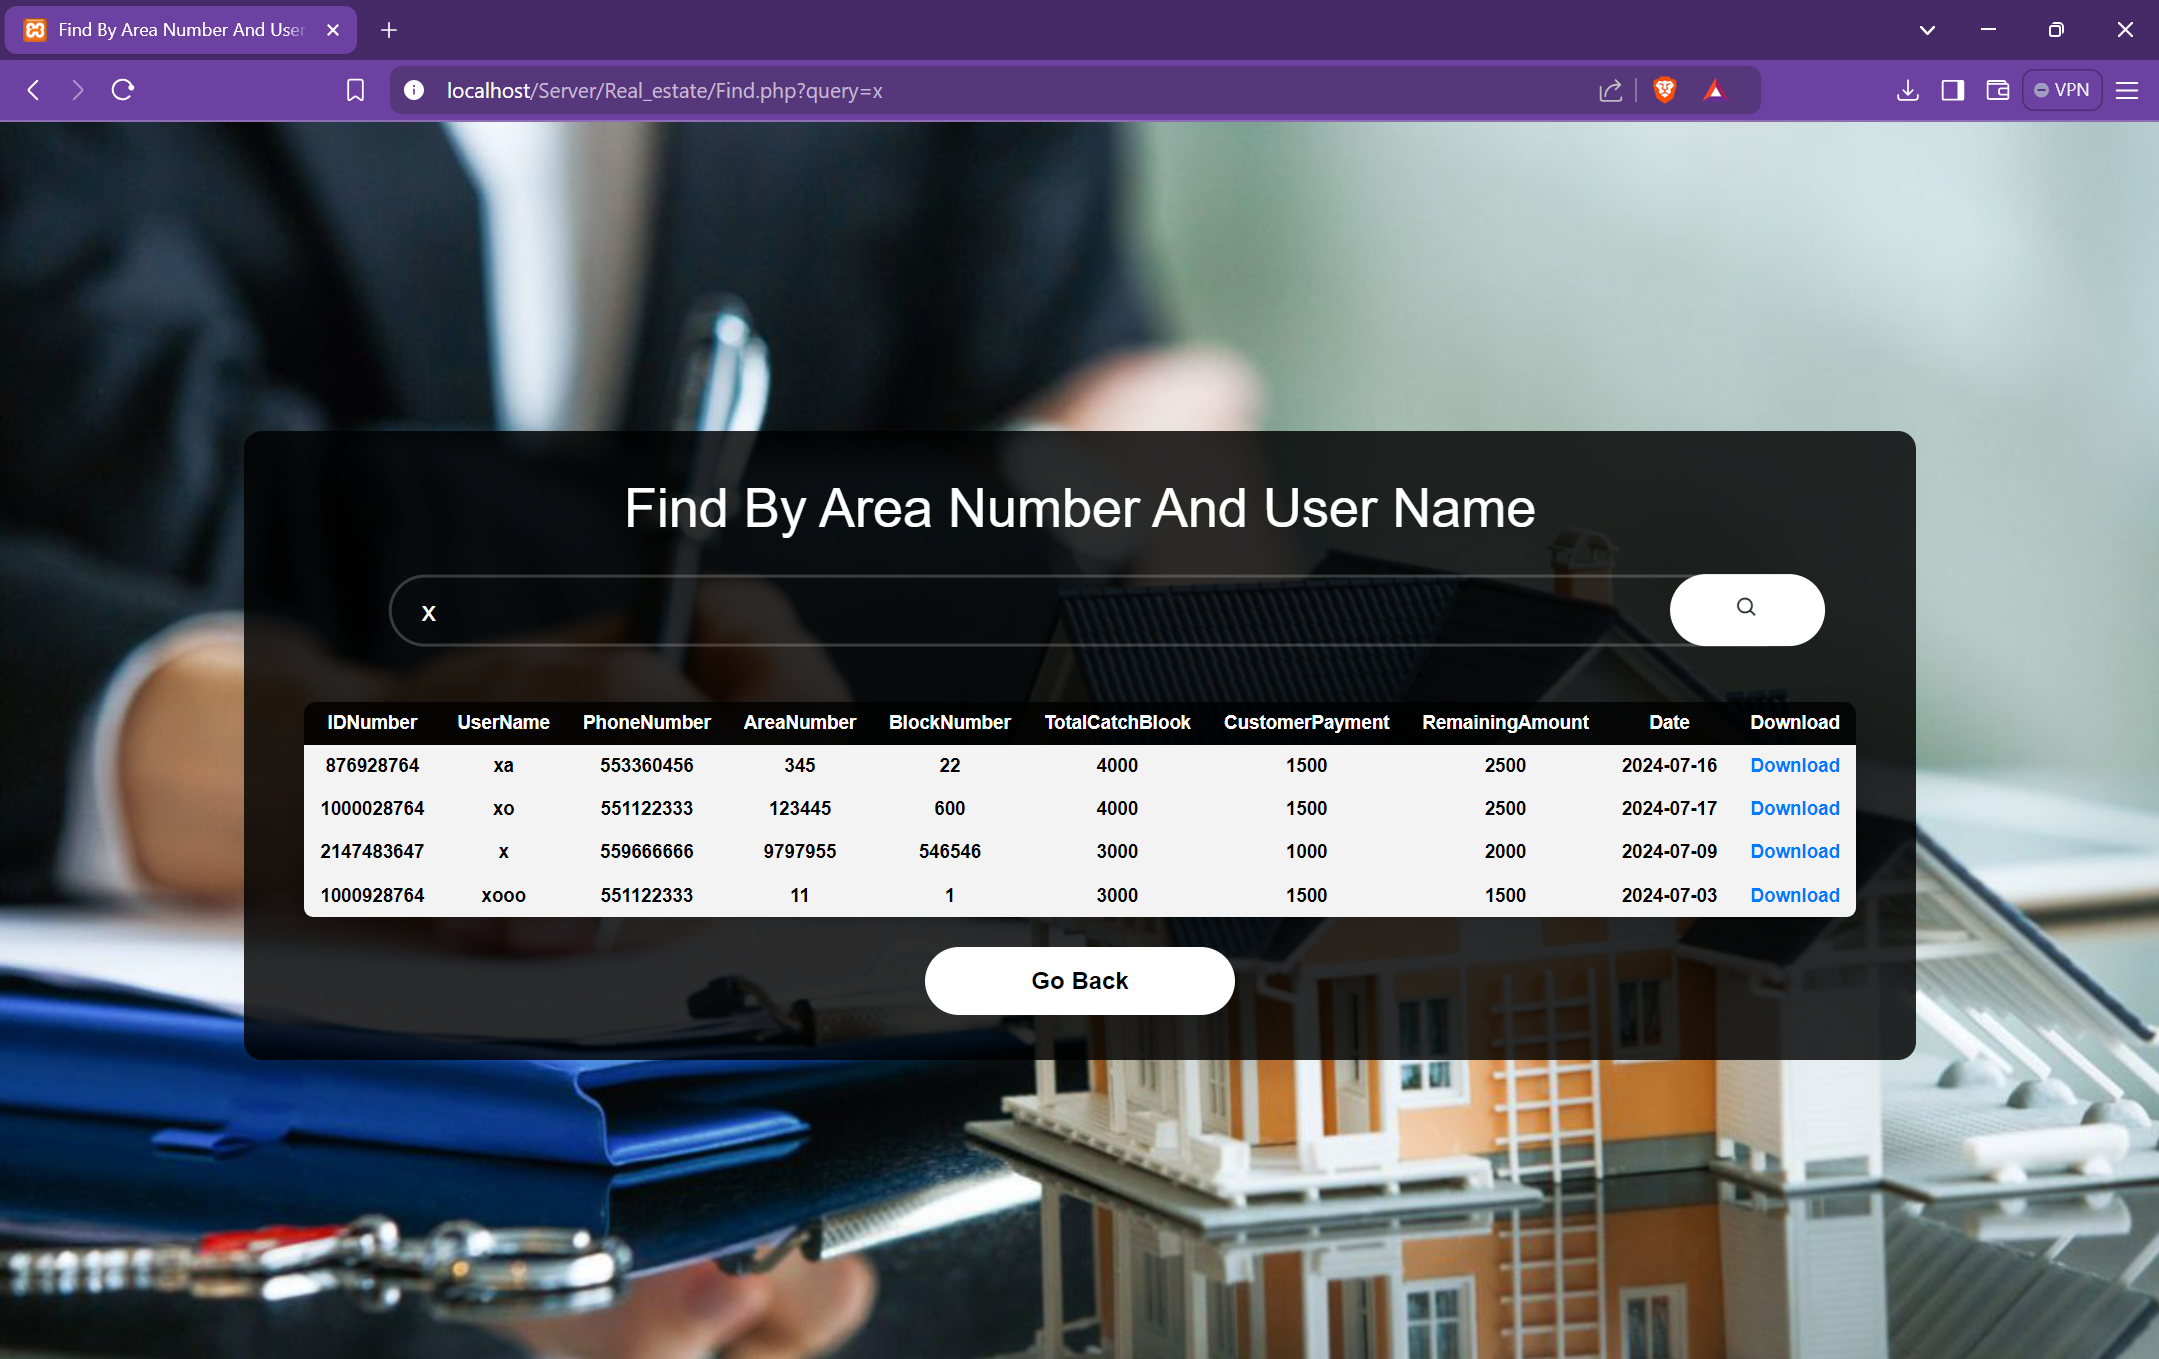 Find By Area Number And User
localhost/Server/Real_estate/Find.php?query=x
VPN
Find By Area Number And User Name
x
IDNumber UserName PhoneNumber AreaNumber BlockNumber TotalCatchBlook CustomerPayment RemainingAmount Date Download
876928764 xa 553360456 345 22 4000 1500 2500 2024-07-16 Download
1000028764 xo 551122333 123445 600 4000 1500 2500 2024-07-17 Download
2147483647 x 559666666 9797955 546546 3000 1000 2000 2024-07-09 Download
1000928764 xooo 551122333 11 1 3000 1500 1500 2024-07-03 Download
Go Back